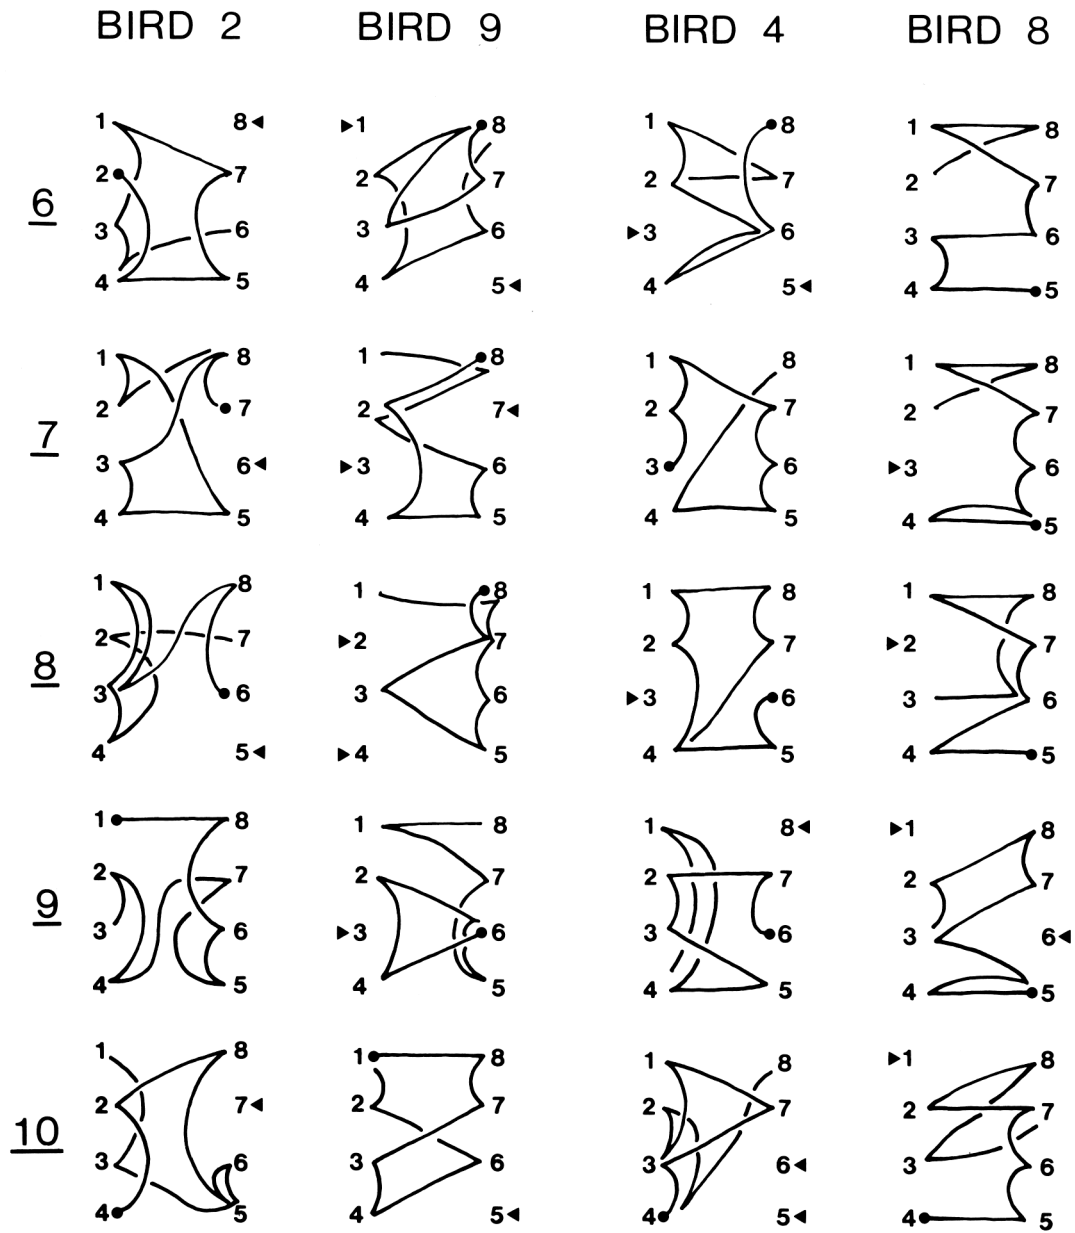 BIRD 2 BIRD 9 BIRD 4 BIRD 8
1 8◄ ►1 8 1 8 1 8
2 7 2 7 2 7 2 7
6
3 6 3 6 ►3 6 3 6
4 5 4 5◄ 4 5◄ 4 5
1 8 1 8 1 8 1 8
2 7 2 7◄ 2 7 2 7
7
3 6◄ ►3 6 3 6 ►3 6
4 5 4 5 4 5 4 5
1 8 1 8 1 8 1 8
2 7 ►2 7 2 7 ►2 7
8
3 6 3 6 ►3 6 3 6
4 5◄ ►4 5 4 5 4 5
1 8 1 8 1 8◄ ►1 8
2 7 2 7 2 7 2 7
9
3 6 ►3 6 3 6 3 6◄
4 5 4 5 4 5 4 5
1 8 1 8 1 8 ►1 8
2 7◄ 2 7 2 7 2 7
10
3 6 3 6 3 6◄ 3 6
4 5 4 5◄ 4 5◄ 4 5